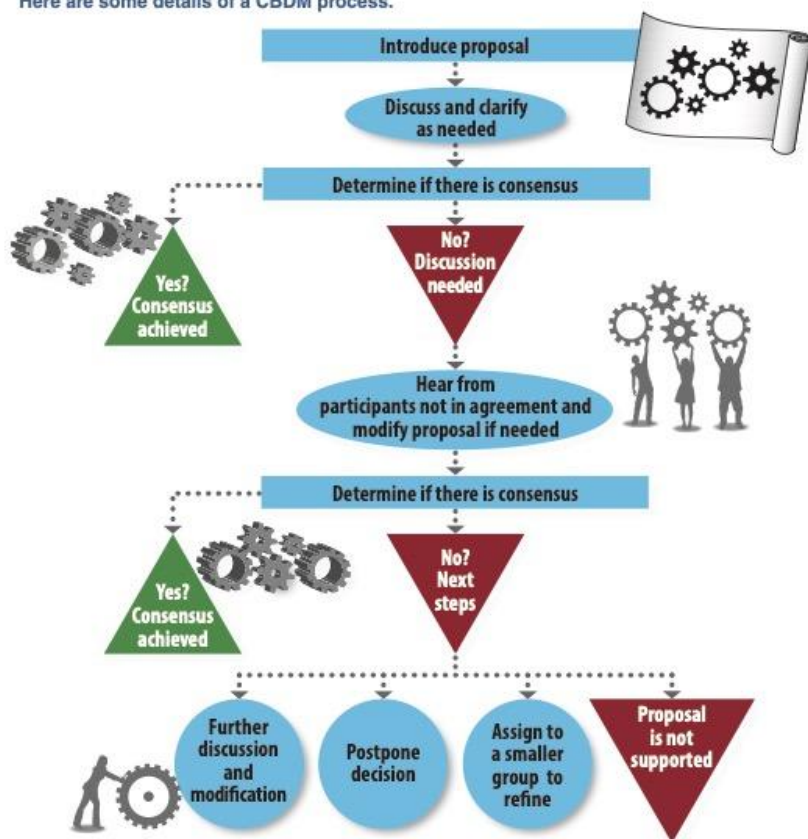 Here are some details of a CBDM process.
Introduce proposal
Discuss and clarify
as needed
Determine if there is consensus
Yes?
Consensus
achieved
No?
Discussion
needed
Hear from
participants not in agreement and
modify proposal if needed
Determine if there is consensus
Yes?
Consensus
achieved
No?
Next
steps
Further
discussion
and
modification
Postpone
decision
Assign to
a smaller
group to
refine
Proposal
is not
supported